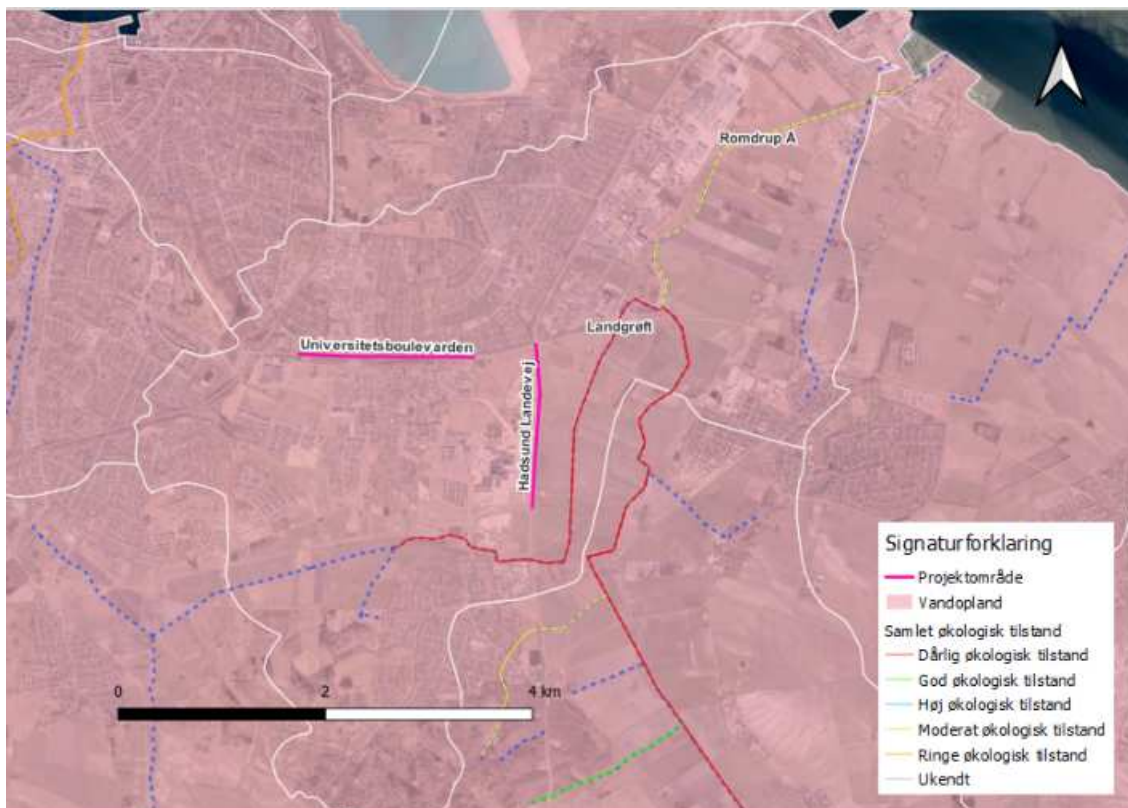 Romdrup Å
Landgrøft
Universitetsboulevarden
Hadsund Landevej
Signaturforklaring
Projektområde
Vandopland
Samlet økologisk tilstand
Dårlig økologisk tilstand
God økologisk tilstand
Høj økologisk tilstand
Moderat økologisk tilstand
Ringe økologisk tilstand
Ukendt
0 2 4 km